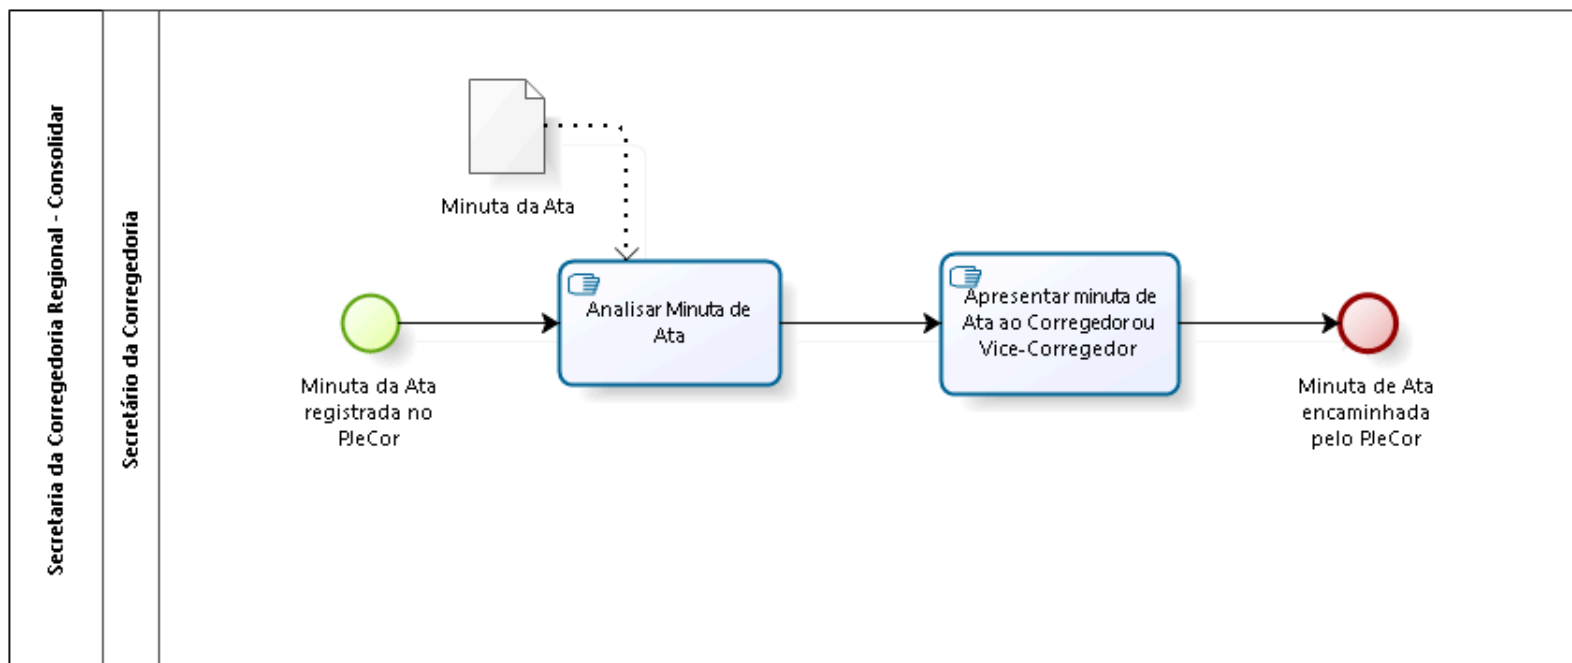 Secretaria da Corregedoria Regional - Consolidar
Secretário da Corregedoria
Minuta da Ata
Minuta da Ata
registrada no
PJeCor
Analisar Minuta de
Ata
Apresentar minuta de
Ata ao Corregedor ou
Vice-Corregedor
Minuta de Ata
encaminhada
pelo PJeCor